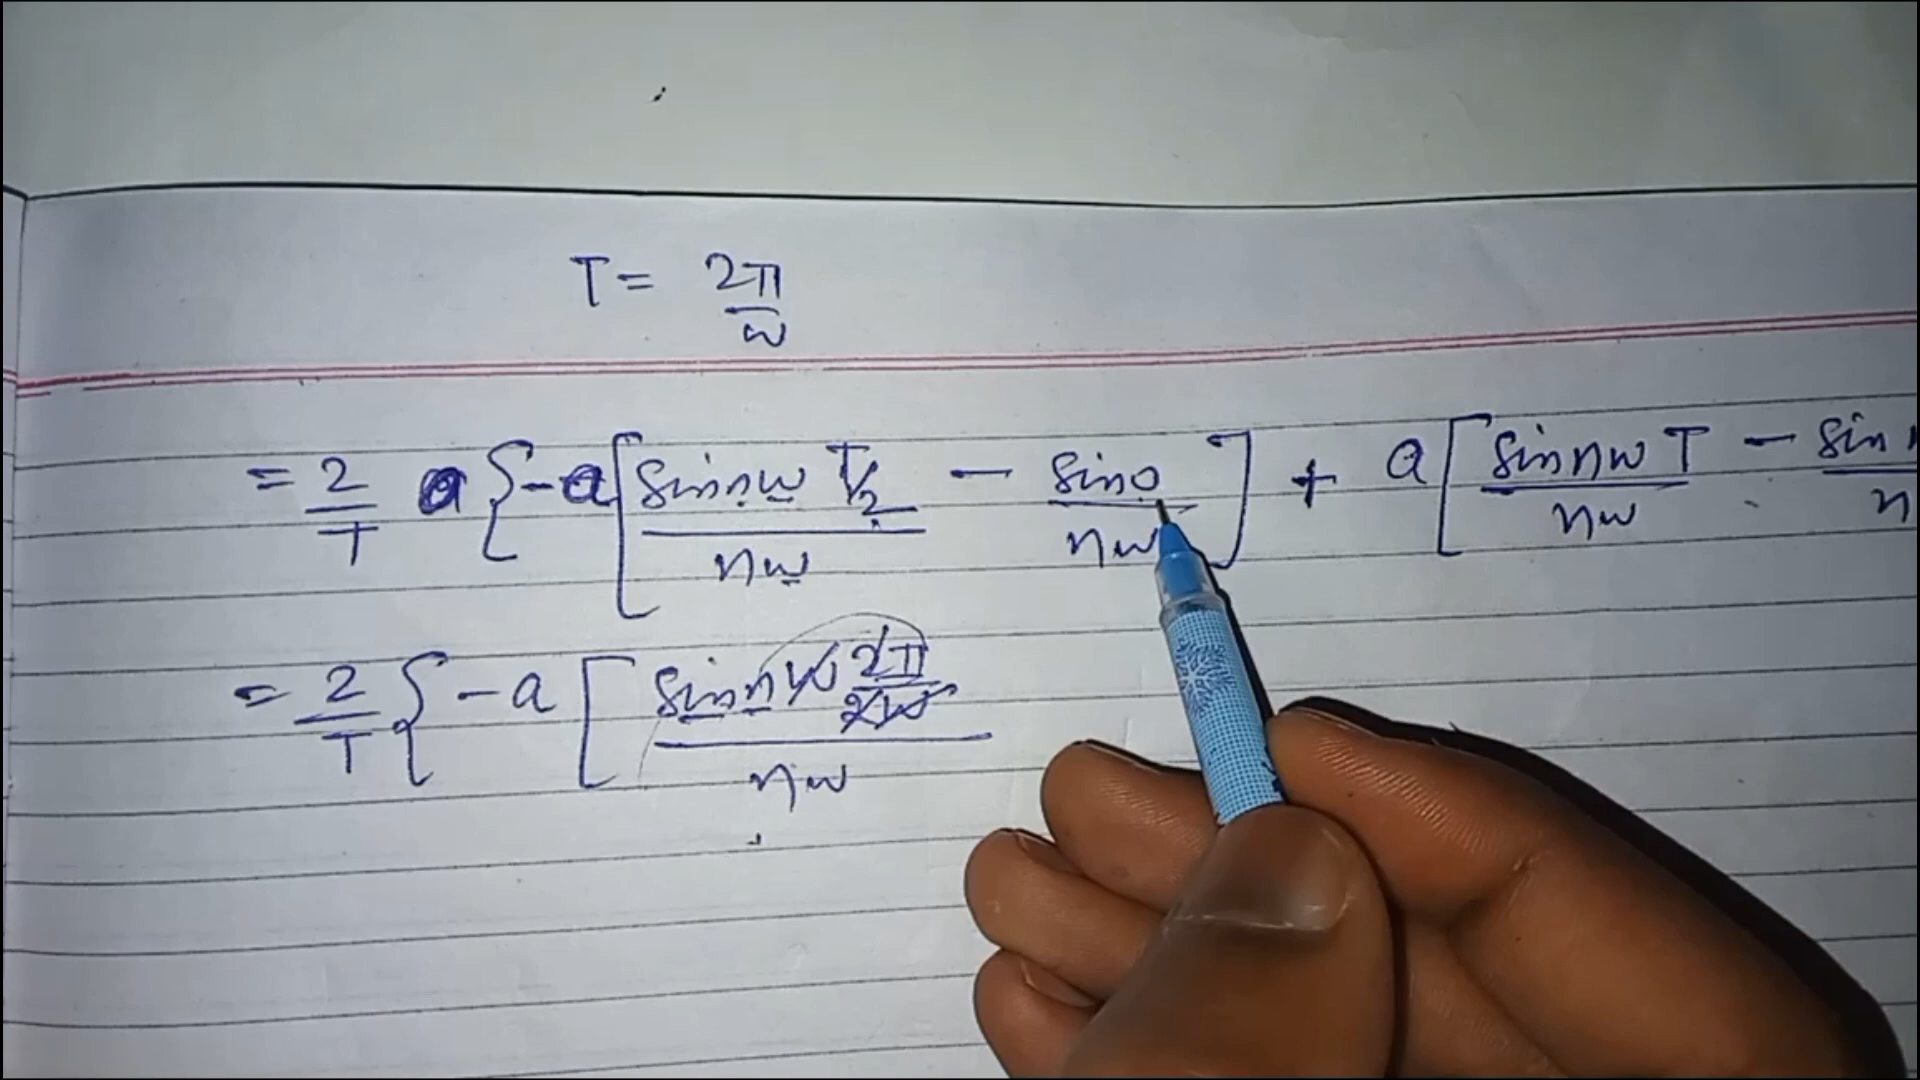 T = 2π/ω
= 2/T a {-a [sin nω T/2 / nω - sin 0 / nω] + a [sin nω T / nω - sin
= 2/T {-a [sin nω 2π/2ω / nω